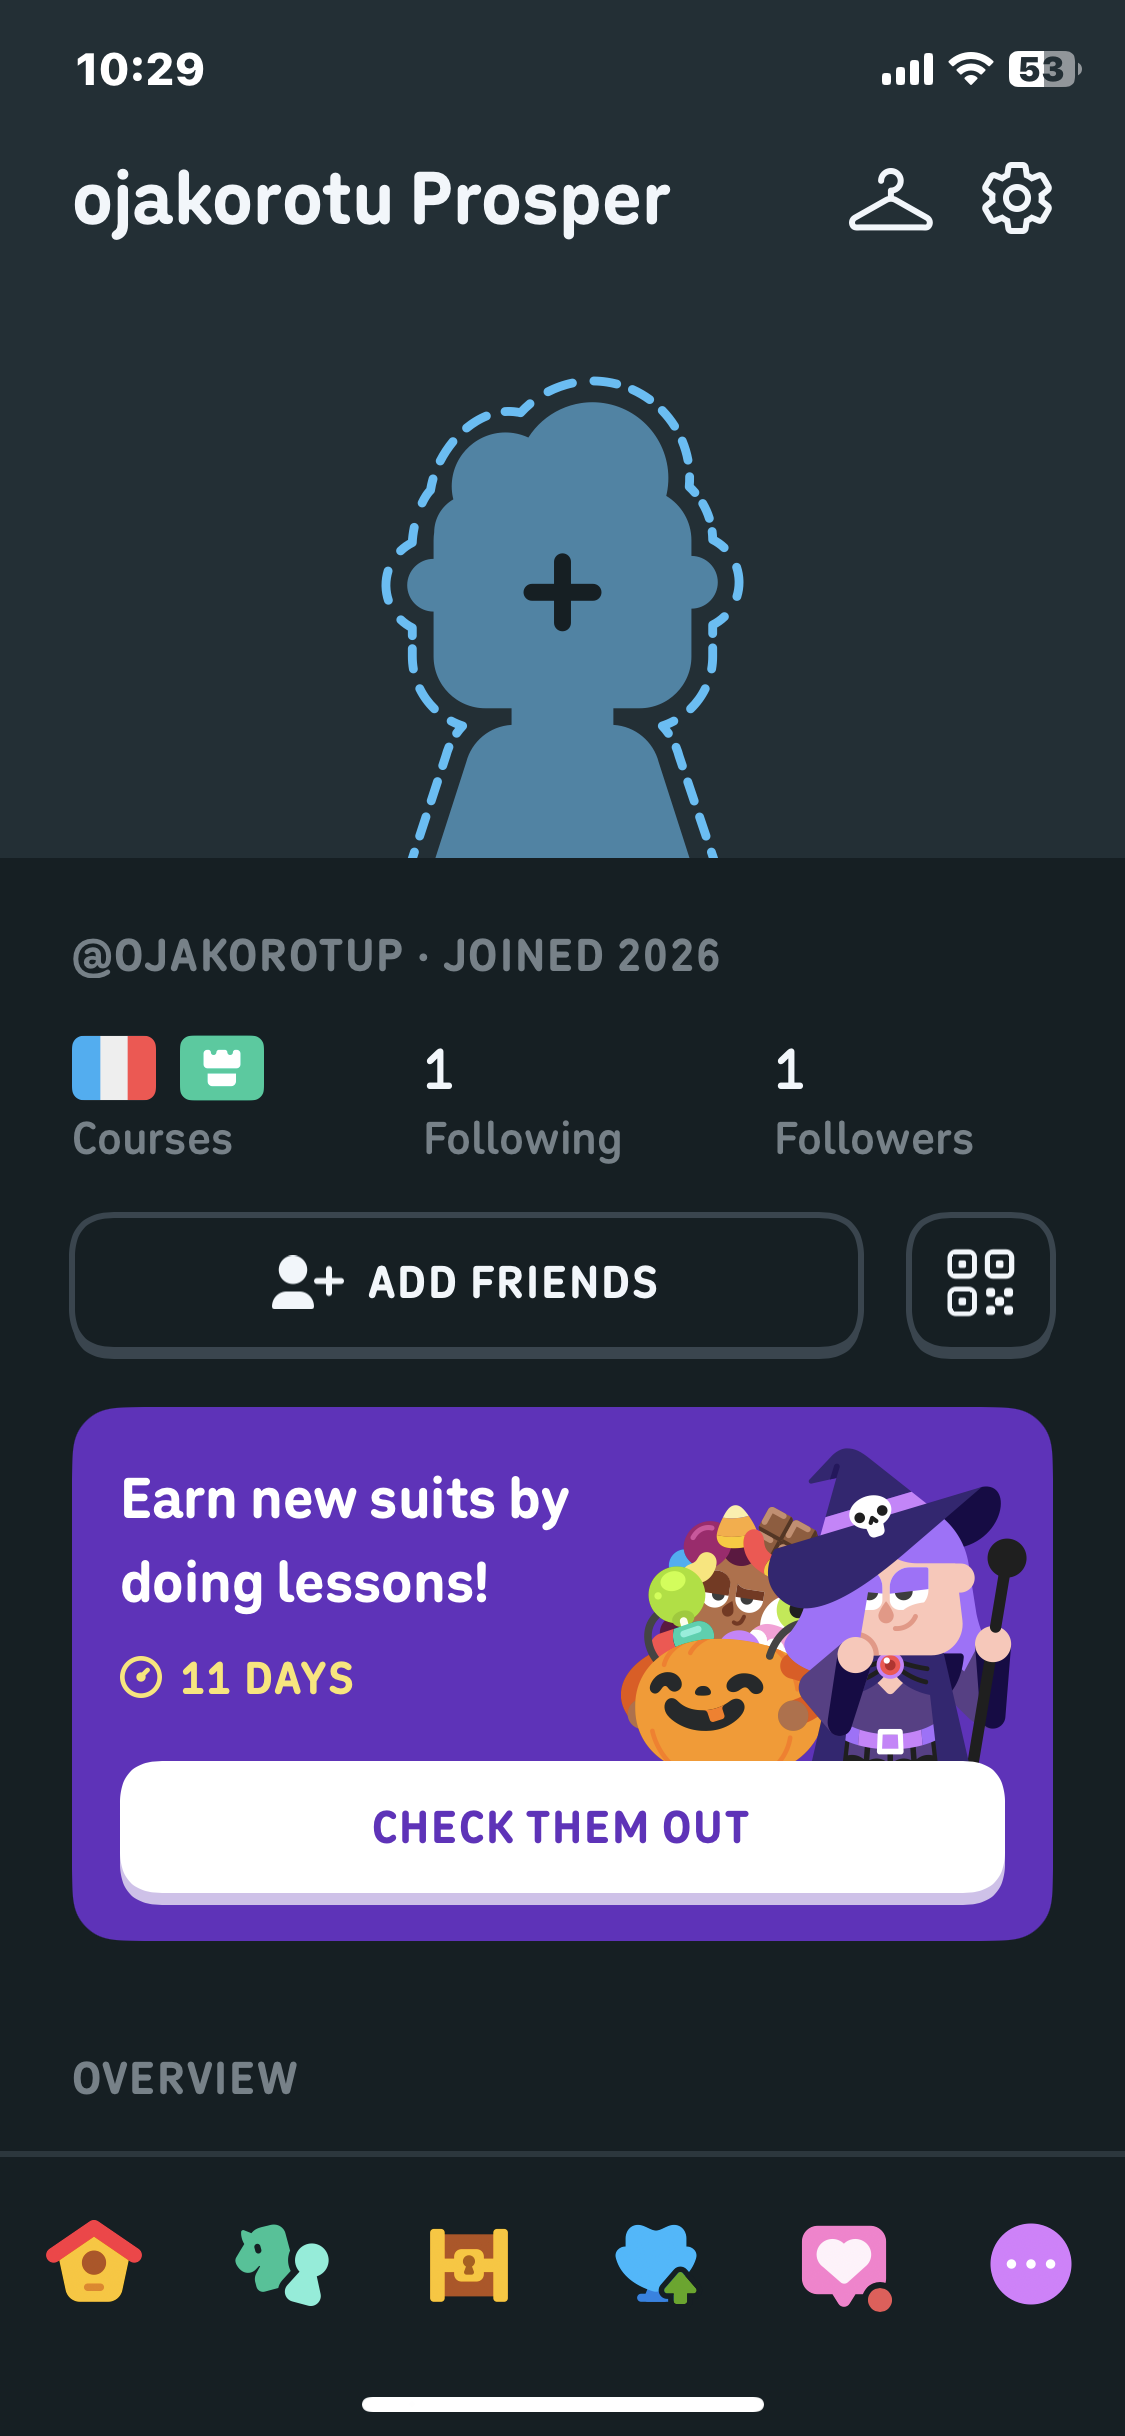 10:29
53
ojakorotu Prosper
@OJAKOROTUP · JOINED 2026
1
1
Courses
Following
Followers
ADD FRIENDS
Earn new suits by
doing lessons!
11 DAYS
CHECK THEM OUT
OVERVIEW